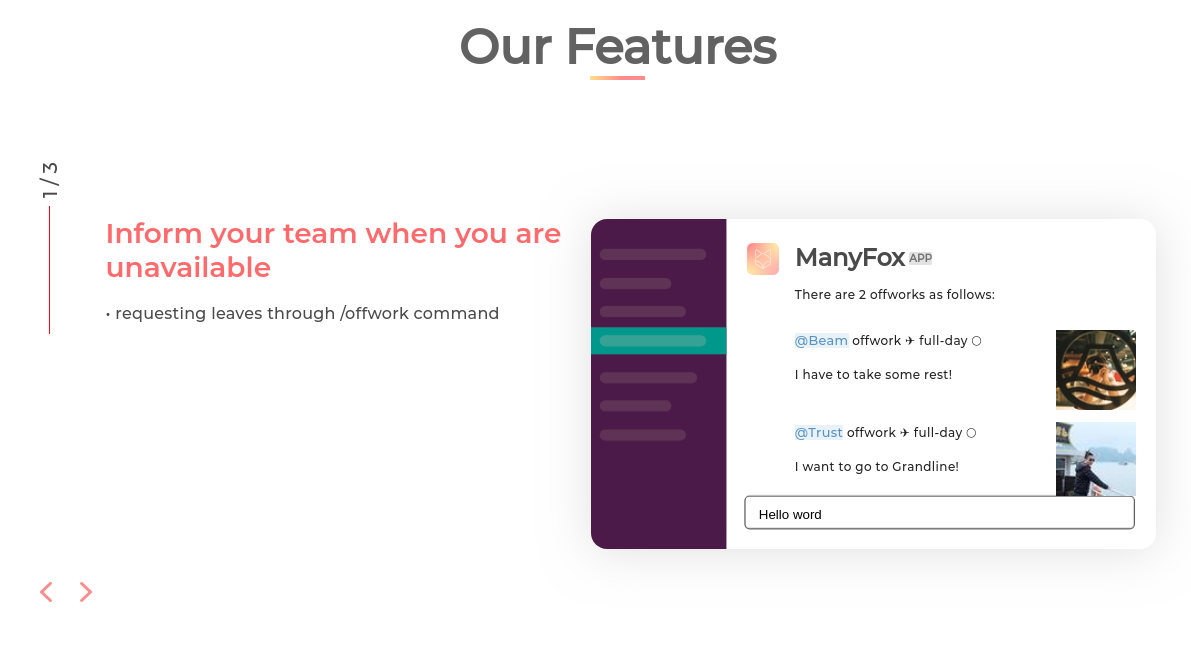 Our Features
1 / 3
Inform your team when you are
unavailable
• requesting leaves through /offwork command
ManyFox APP
There are 2 offworks as follows:
@Beam offwork ✈ full-day ○
I have to take some rest!
@Trust offwork ✈ full-day ○
I want to go to Grandline!
Hello word